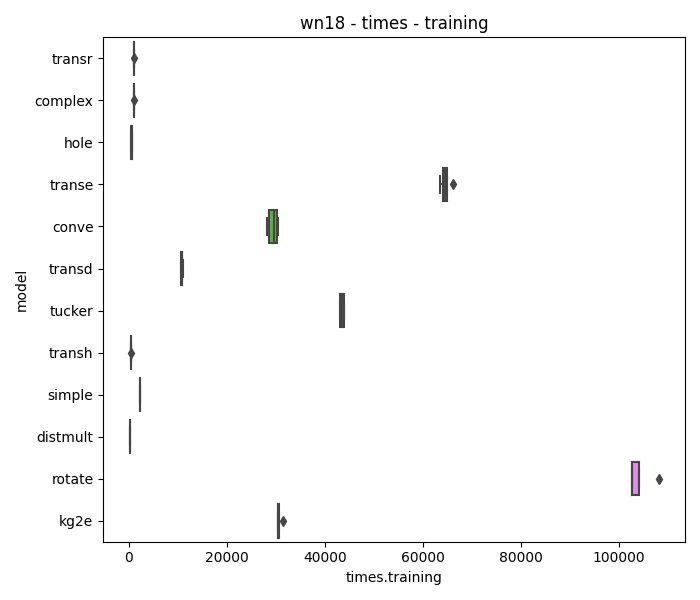 wn18 - times - training
transr
complex
hole
transe
conve
transd
tucker
transh
simple
distmult
rotate
kg2e
model
0 20000 40000 60000 80000 100000
times.training